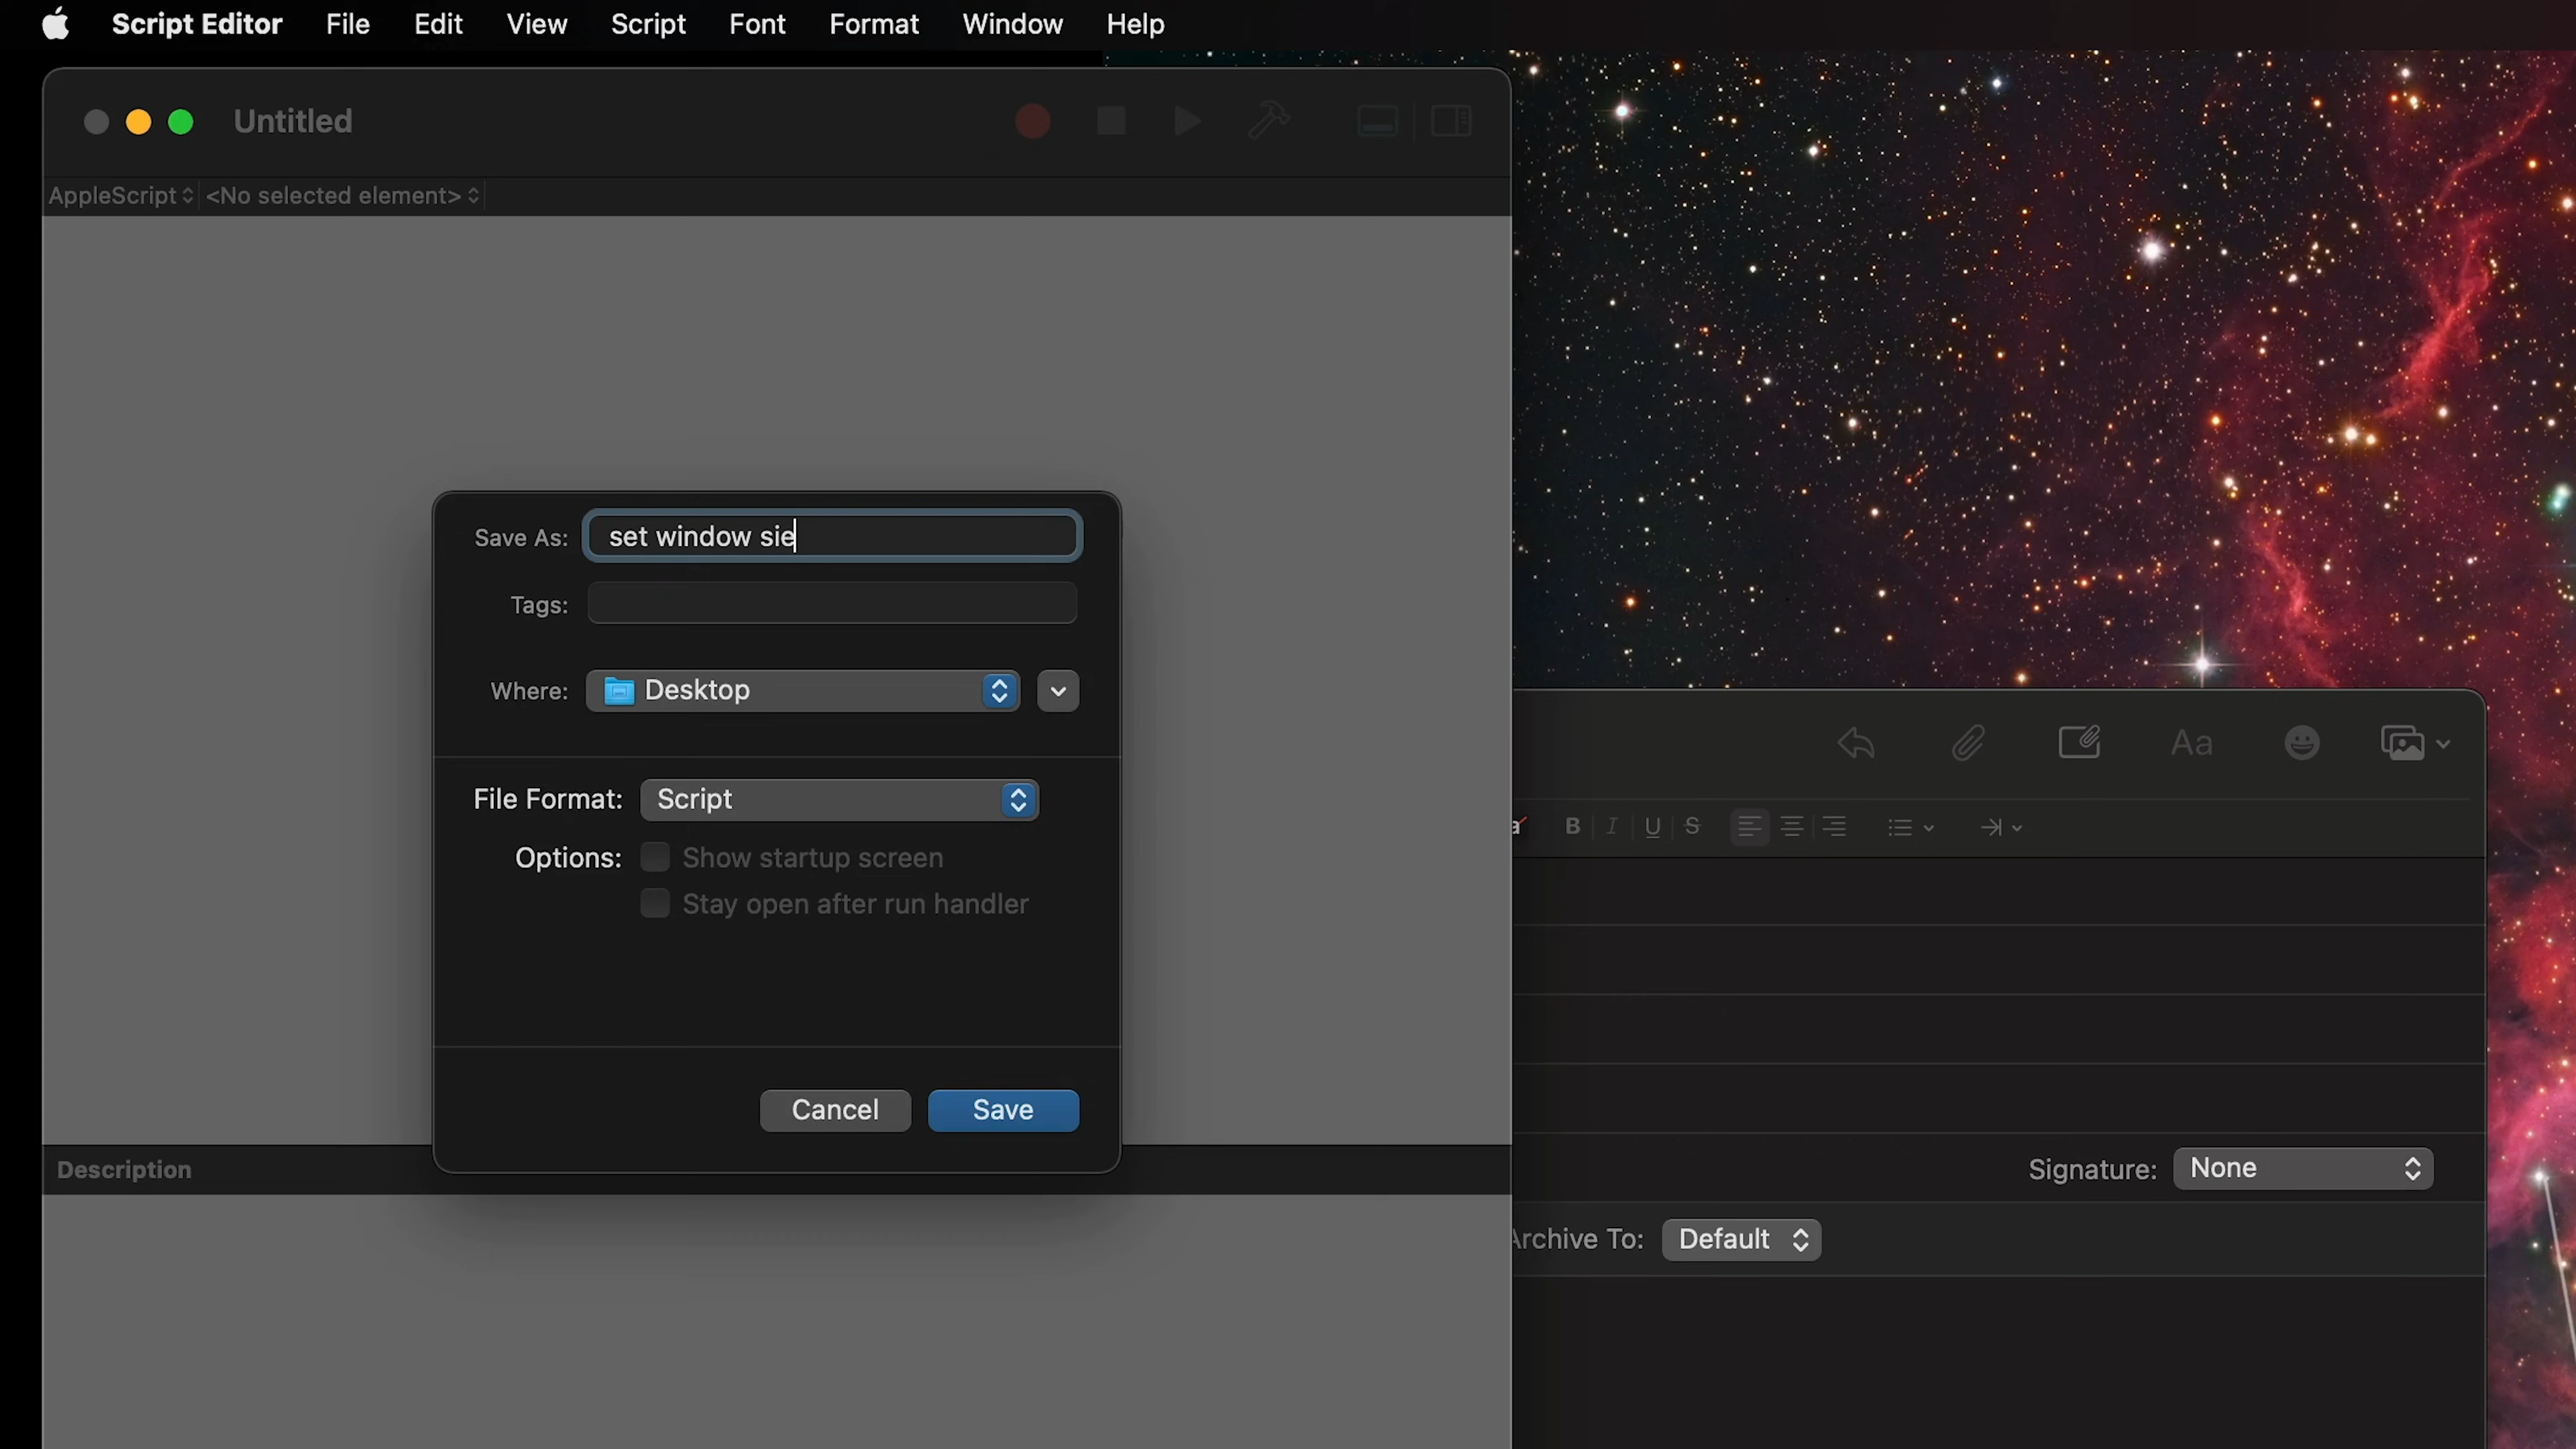 Script Editor File Edit View Script Font Format Window Help
Untitled
AppleScript <No selected element>
Save As: set window sie
Tags:
Where: Desktop
File Format: Script
Options: Show startup screen
Stay open after run handler
Cancel Save
Description
Aa
B I U S
Signature: None
Archive To: Default